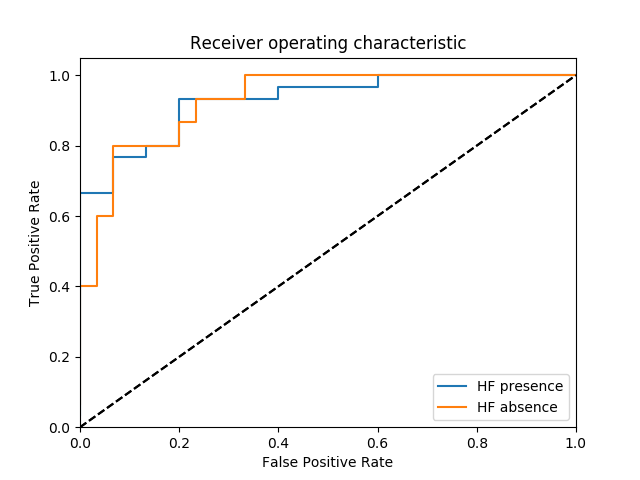 Receiver operating characteristic
True Positive Rate
1.0
0.8
0.6
0.4
0.2
0.0
0.0 0.2 0.4 0.6 0.8 1.0
False Positive Rate
HF presence
HF absence